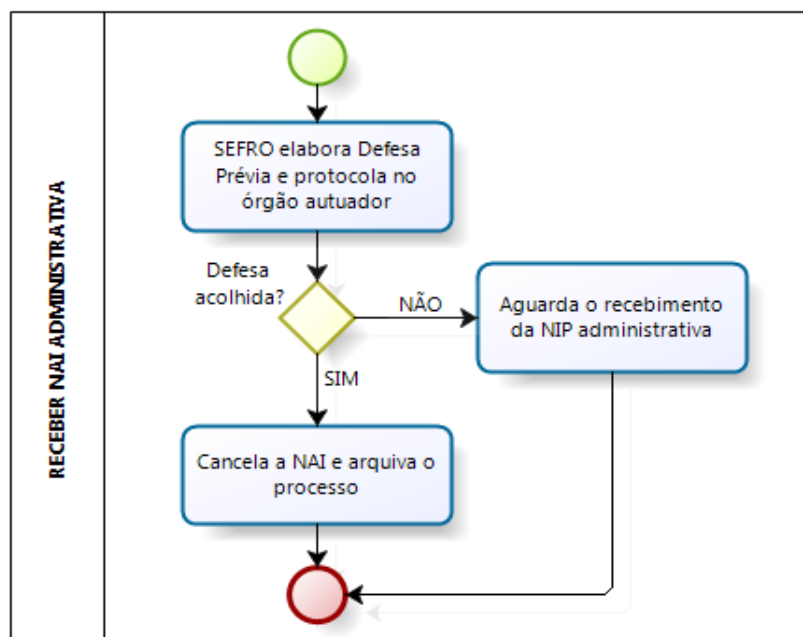 RECEBER NAI ADMINISTRATIVA
SEFRO elabora Defesa
Prévia e protocola no
órgão autuador
Defesa
acolhida?
NÃO
Aguarda o recebimento
da NIP administrativa
SIM
Cancela a NAI e arquiva o
processo